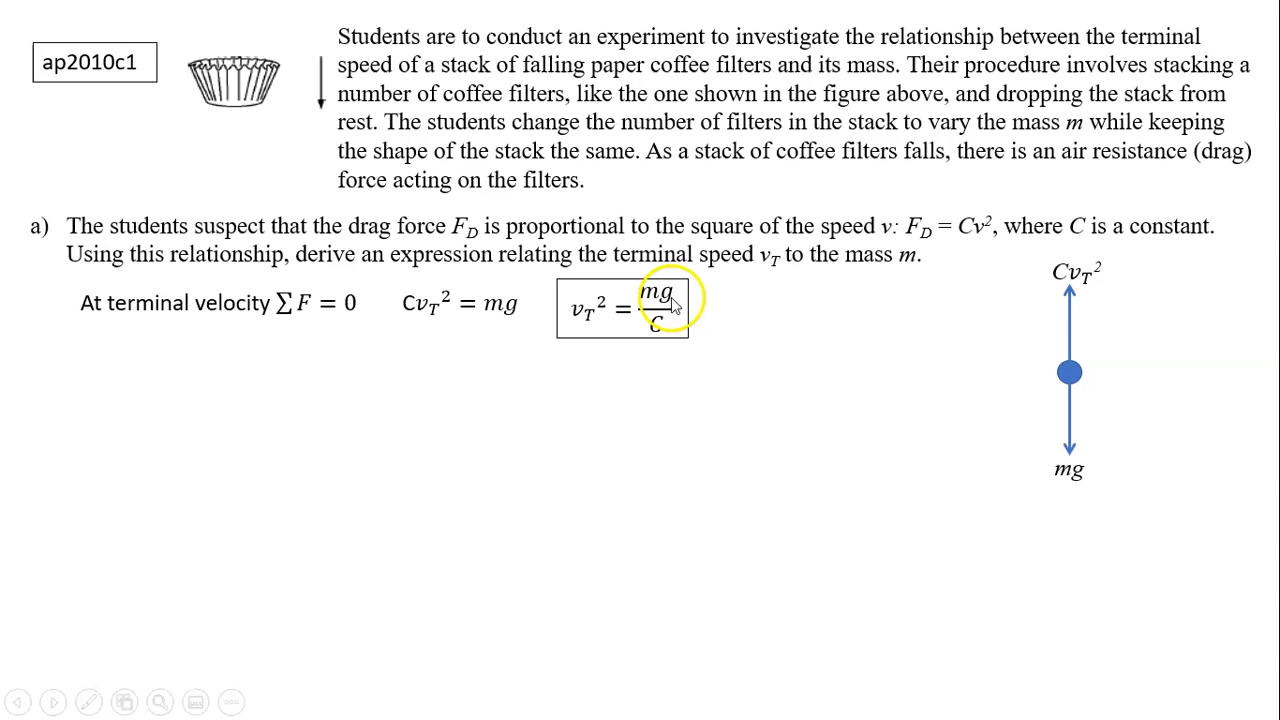 ap2010c1
Students are to conduct an experiment to investigate the relationship between the terminal
speed of a stack of falling paper coffee filters and its mass. Their procedure involves stacking a
number of coffee filters, like the one shown in the figure above, and dropping the stack from
rest. The students change the number of filters in the stack to vary the mass m while keeping
the shape of the stack the same. As a stack of coffee filters falls, there is an air resistance (drag)
force acting on the filters.
a) The students suspect that the drag force F_D is proportional to the square of the speed v: F_D = Cv², where C is a constant.
Using this relationship, derive an expression relating the terminal speed v_T to the mass m.
At terminal velocity ∑F = 0 Cv_T² = mg v_T² = mg/C
Cv_T²
mg